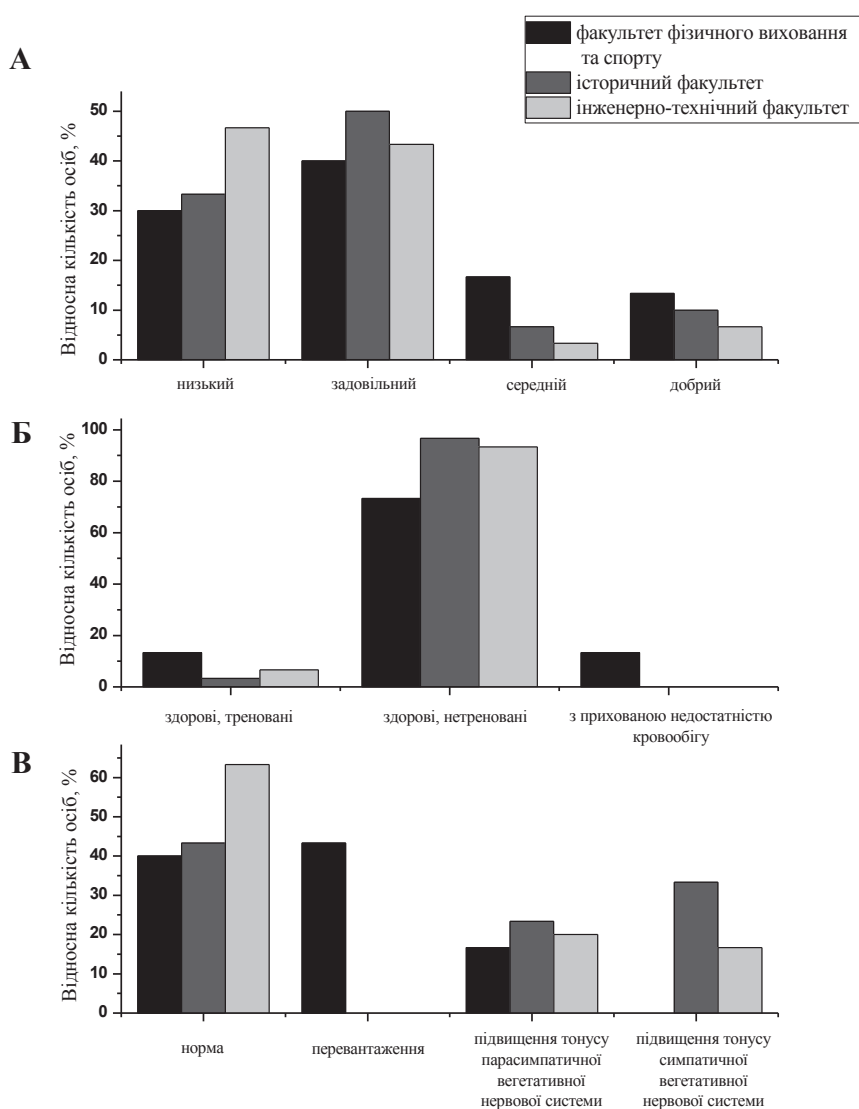 факультет фізичного виховання
та спорту
історичний факультет
інженерно-технічний факультет
А
Відносна кількість осіб, %
50
40
30
20
10
0
низький задовільний середній добрий
Б
Відносна кількість осіб, %
100
80
60
40
20
0
здорові, треновані здорові, нетреновані з прихованою недостатністю
кровообігу
В
Відносна кількість осіб, %
60
50
40
30
20
10
0
норма перевантаження підвищення тонусу підвищення тонусу
парасимпатичної симпатичної
вегетативної вегетативної
нервової системи нервової системи